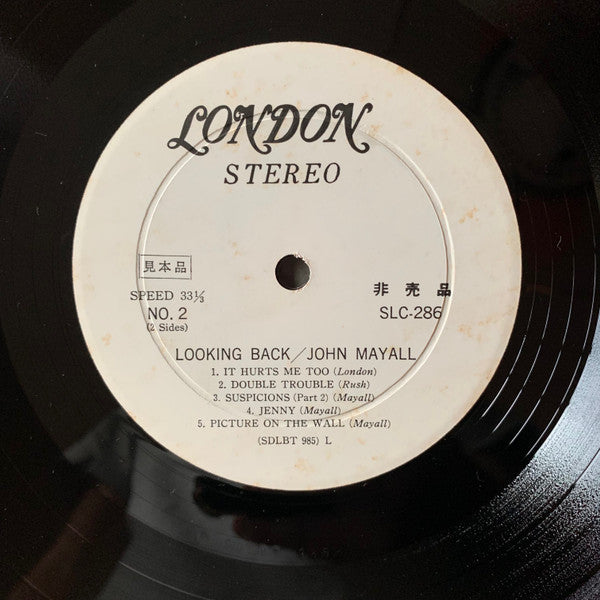 LONDON
STEREO
見本品
SPEED 33⅓
非売品
NO. 2
SLC-286
(2 Sides)
LOOKING BACK/JOHN MAYALL
1. IT HURTS ME TOO (London)
2. DOUBLE TROUBLE (Rush)
3. SUSPICIONS (Part 2) (Mayall)
4. JENNY (Mayall)
5. PICTURE ON THE WALL (Mayall)
(SDLBT 985) L